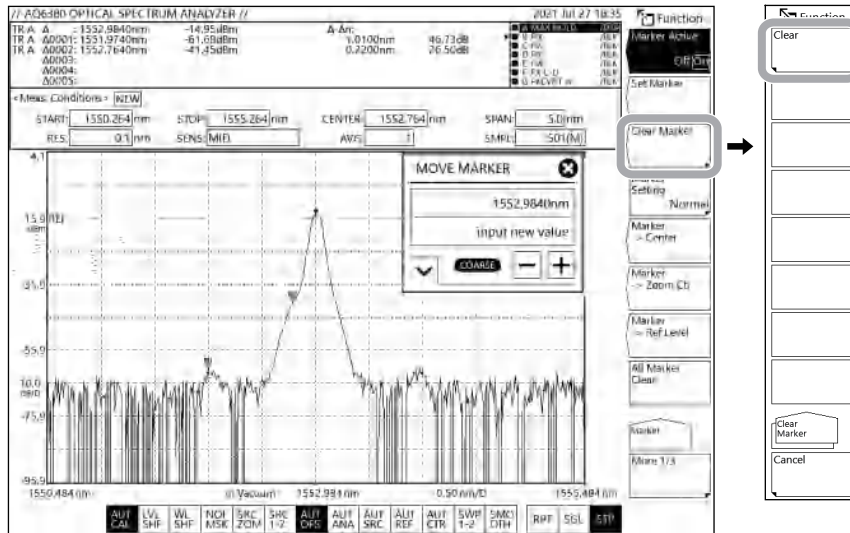 // AQ6380 OPTICAL SPECTRUM ANALYZER //
2021 Jul 27 18:35
TR A Δ : 1552.9840nm -14.95dBm Δ-Δn:
TR A Δ0001: 1551.9740nm -61.68dBm 1.0100nm 46.73dB
TR A Δ0002: 1552.7640nm -41.45dBm 0.2200nm 26.50dB
Δ0003:
Δ0004:
Δ0005:
A MAX HOLD
<Meas. Conditions> NEW
START: 1550.264 nm STOP: 1555.264 nm CENTER: 1552.764 nm SPAN: 5.0 nm
RES: 0.1 nm SENS: MID AVG: 1 SMPL: 501(M)
4.1
15.9 REF
dBm
-35.9
-55.9
10.0
dB/D
-75.9
-95.9
MOVE MARKER
1552.9840nm
input new value
COARSE
1550.484 nm in Vacuum 1552.984 nm 0.50 nm/D 1555.484 nm
AUT CAL
LVL SHF
WL SHF
NOI MSK
SRC ZOM
SRC 1-2
AUT OFS
AUT ANA
AUT SRC
AUT REF
AUT CTR
SWP 1-2
SMO OTH
RPT
SGL
STP
Function
Marker Active
Off On
Set Marker
Clear Marker
Marker
Setting
Normal
Marker
-> Center
Marker
-> Zoom Ctr
Marker
-> Ref Level
All Marker
Clear
Marker
More 1/3
Function
Clear
Clear
Marker
Cancel